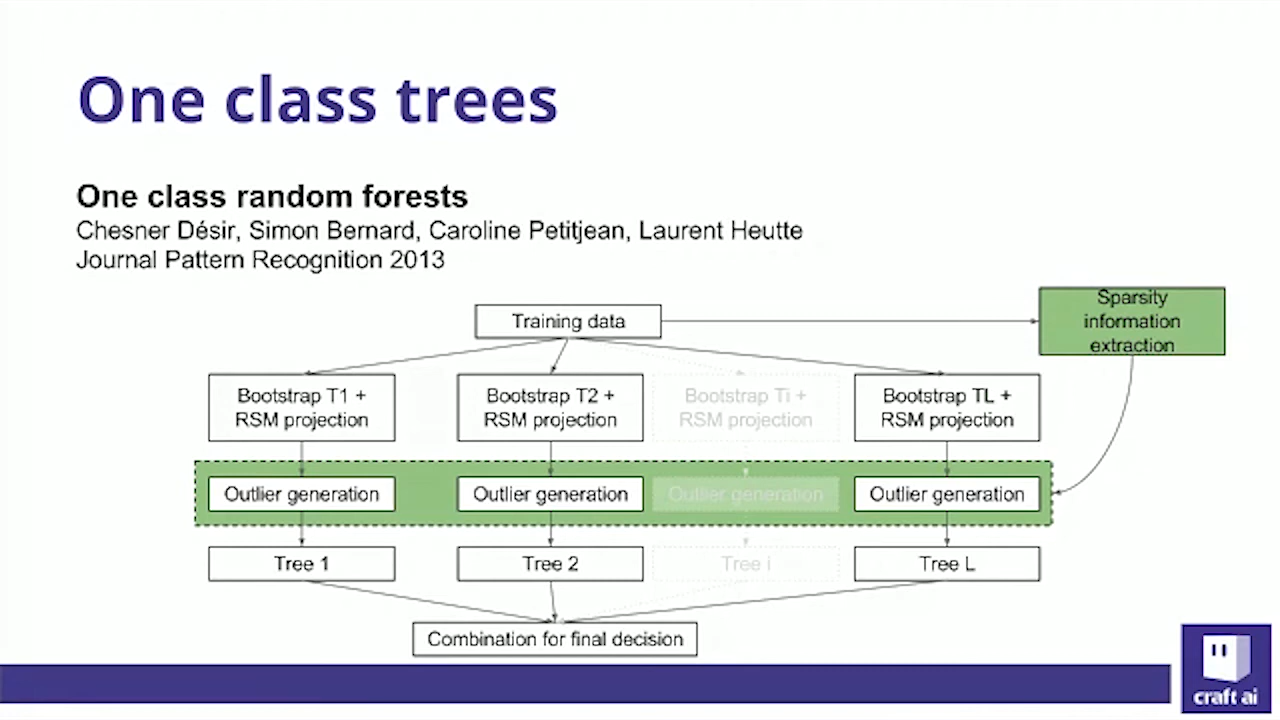 One class trees
One class random forests
Chesner Désir, Simon Bernard, Caroline Petitjean, Laurent Heutte
Journal Pattern Recognition 2013
Sparsity
information
extraction
Training data
Bootstrap T1 +
RSM projection
Bootstrap T2 +
RSM projection
Bootstrap Ti +
RSM projection
Bootstrap TL +
RSM projection
Outlier generation
Outlier generation
Outlier generation
Outlier generation
Tree 1
Tree 2
Tree i
Tree L
Combination for final decision
craft ai